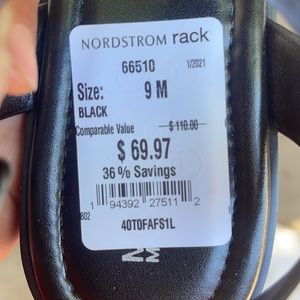 NORDSTROM rack
66510 1/2021
Size: 9 M
BLACK
Comparable Value $ 110.00
$ 69.97
36% Savings
1 94392 27511 2
802
40TOFAFS1L